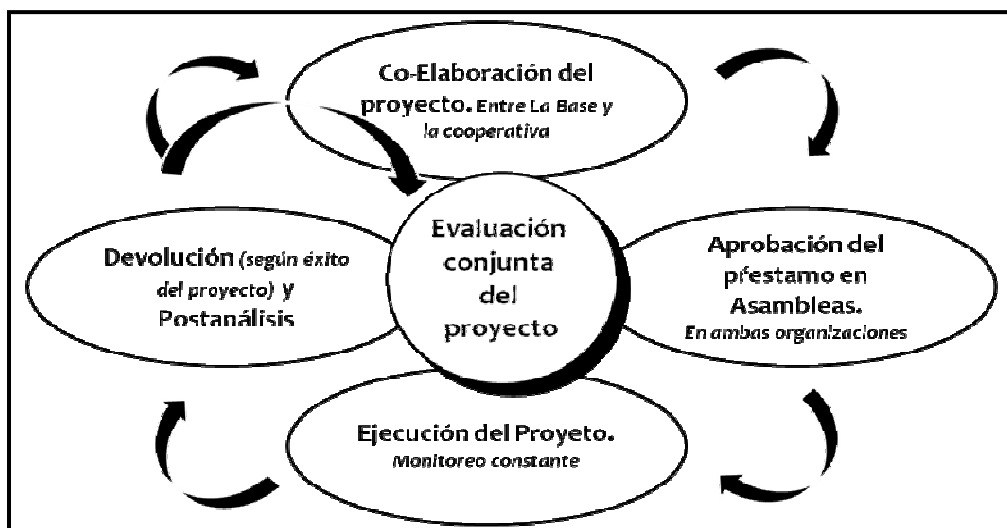 Co-Elaboración del
proyecto. Entre La Base y
la cooperativa
Evaluación
conjunta
del
proyecto
Aprobación del
préstamo en
Asambleas.
En ambas organizaciones
Ejecución del Proyeto.
Monitoreo constante
Devolución (según éxito
del proyecto) y
Postanálisis